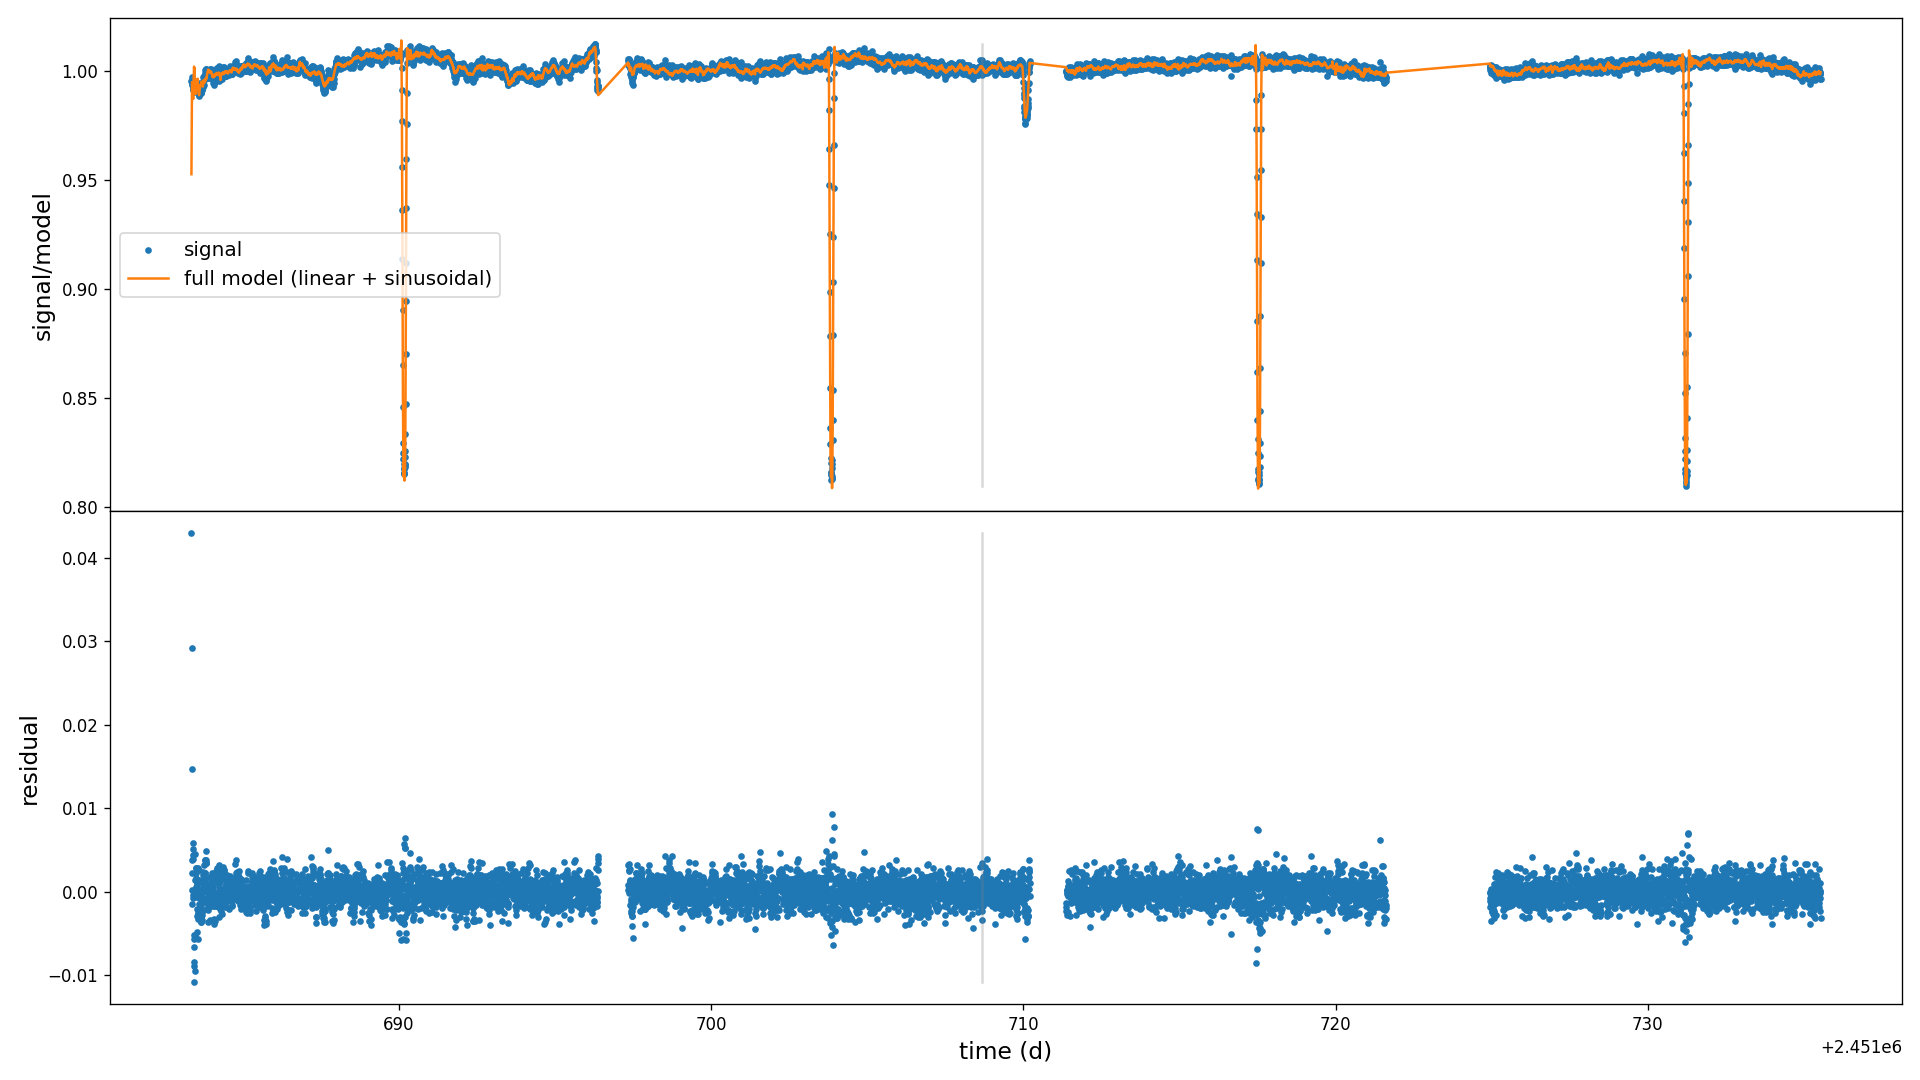 signal/model
1.00
0.95
0.90
0.85
0.80
signal
full model (linear + sinusoidal)
residual
0.04
0.03
0.02
0.01
0.00
−0.01
690
700
710
720
730
time (d)
+2.451e6